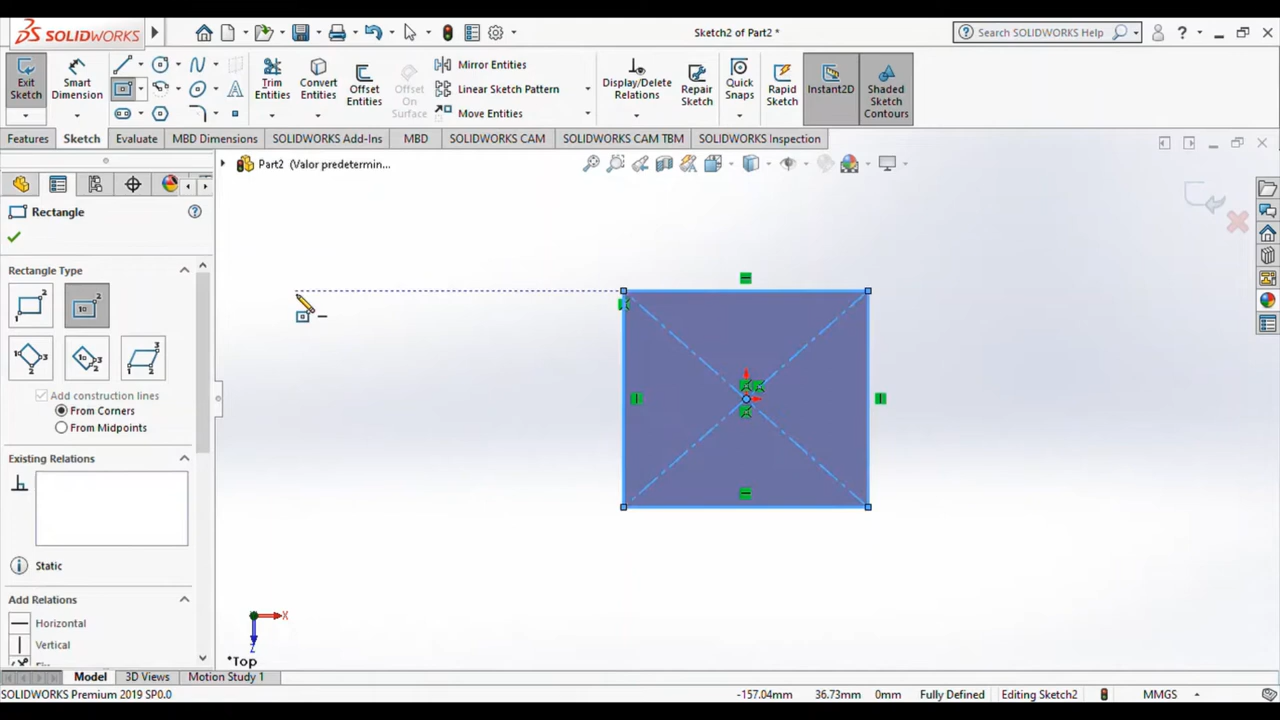 SOLIDWORKS
Sketch2 of Part2 *
Search SOLIDWORKS Help
?
Exit Sketch
Smart Dimension
Trim Entities
Convert Entities
Offset Entities
Offset On Surface
Mirror Entities
Linear Sketch Pattern
Move Entities
Display/Delete Relations
Repair Sketch
Quick Snaps
Rapid Sketch
Instant2D
Shaded Sketch Contours
Features
Sketch
Evaluate
MBD Dimensions
SOLIDWORKS Add-Ins
MBD
SOLIDWORKS CAM
SOLIDWORKS CAM TBM
SOLIDWORKS Inspection
Part2 (Valor predetermin...
Rectangle
Rectangle Type
Add construction lines
From Corners
From Midpoints
Existing Relations
Static
Add Relations
Horizontal
Vertical
X
Z
*Top
Model
3D Views
Motion Study 1
SOLIDWORKS Premium 2019 SP0.0
-157.04mm
36.73mm
0mm
Fully Defined
Editing Sketch2
MMGS